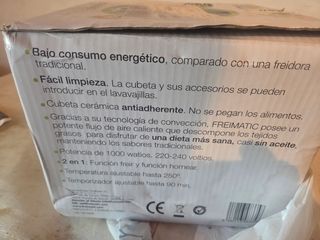 • Bajo consumo energético, comparado con una freidora
tradicional.
• Fácil limpieza. La cubeta y sus accesorios se pueden
introducir en el lavavajillas.
• Cubeta cerámica antiadherente. No se pegan los alimentos.
• Gracias a su tecnología de convección. FREIMATIC posee un
potente flujo de aire caliente que descompone los tejidos
grasos, para disfrutar de una dieta más sana, casi sin aceite,
manteniendo los sabores tradicionales.
• Potencia de 1000 watios. 220-240 voltios.
• 2 en 1: Función freir y función hornear.
• Temperatura ajustable hasta 250º.
• Temporizador ajustable hasta 90 min.
CE